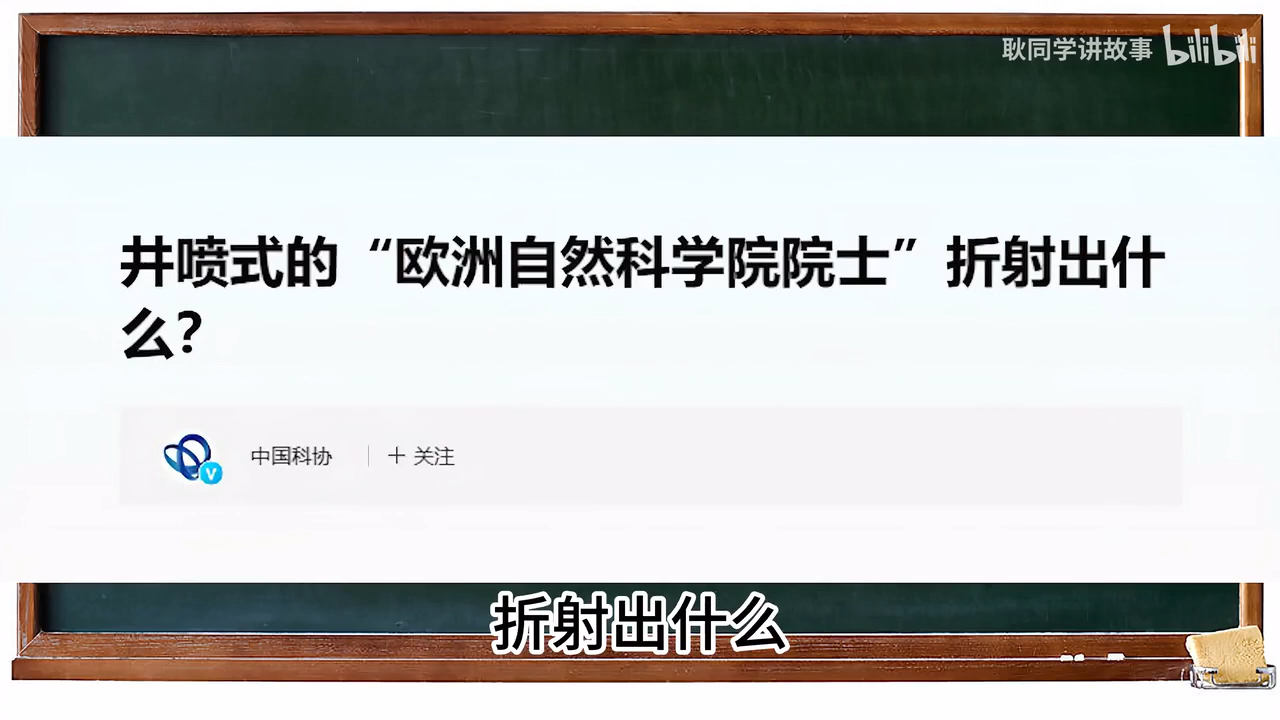 耿同学讲故事 bilibili
井喷式的“欧洲自然科学院院士”折射出什
么？
中国科协 ＋ 关注
折射出什么